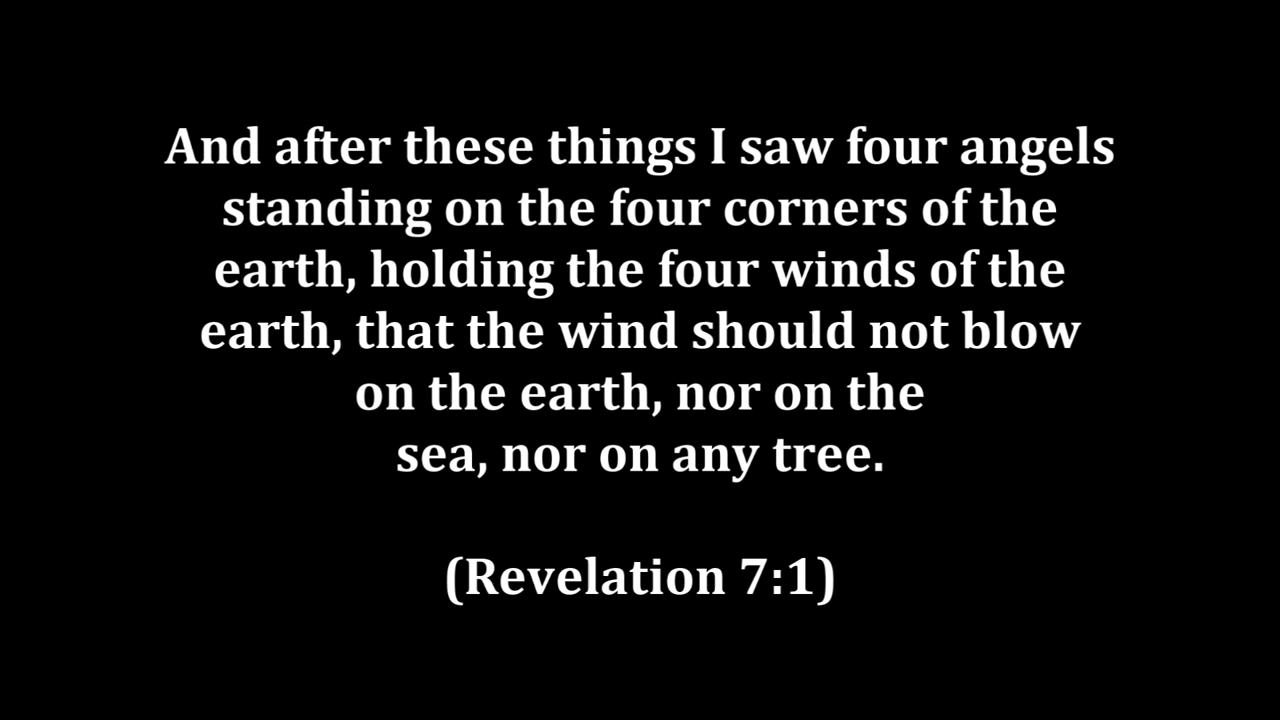 And after these things I saw four angels
standing on the four corners of the
earth, holding the four winds of the
earth, that the wind should not blow
on the earth, nor on the
sea, nor on any tree.
(Revelation 7:1)